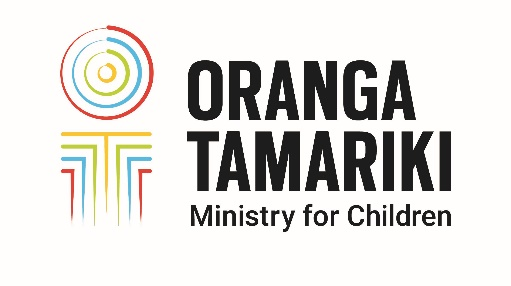 ORANGA
TAMARIKI
Ministry for Children